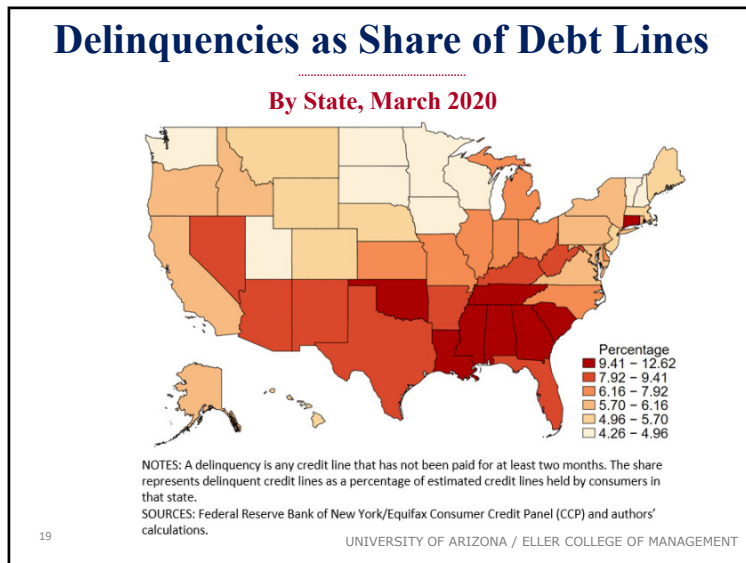 Delinquencies as Share of Debt Lines
By State, March 2020
Percentage
9.41 – 12.62
7.92 – 9.41
6.16 – 7.92
5.70 – 6.16
4.96 – 5.70
4.26 – 4.96
NOTES: A delinquency is any credit line that has not been paid for at least two months. The share
represents delinquent credit lines as a percentage of estimated credit lines held by consumers in
that state.
SOURCES: Federal Reserve Bank of New York/Equifax Consumer Credit Panel (CCP) and authors’
calculations.
19
UNIVERSITY OF ARIZONA / ELLER COLLEGE OF MANAGEMENT